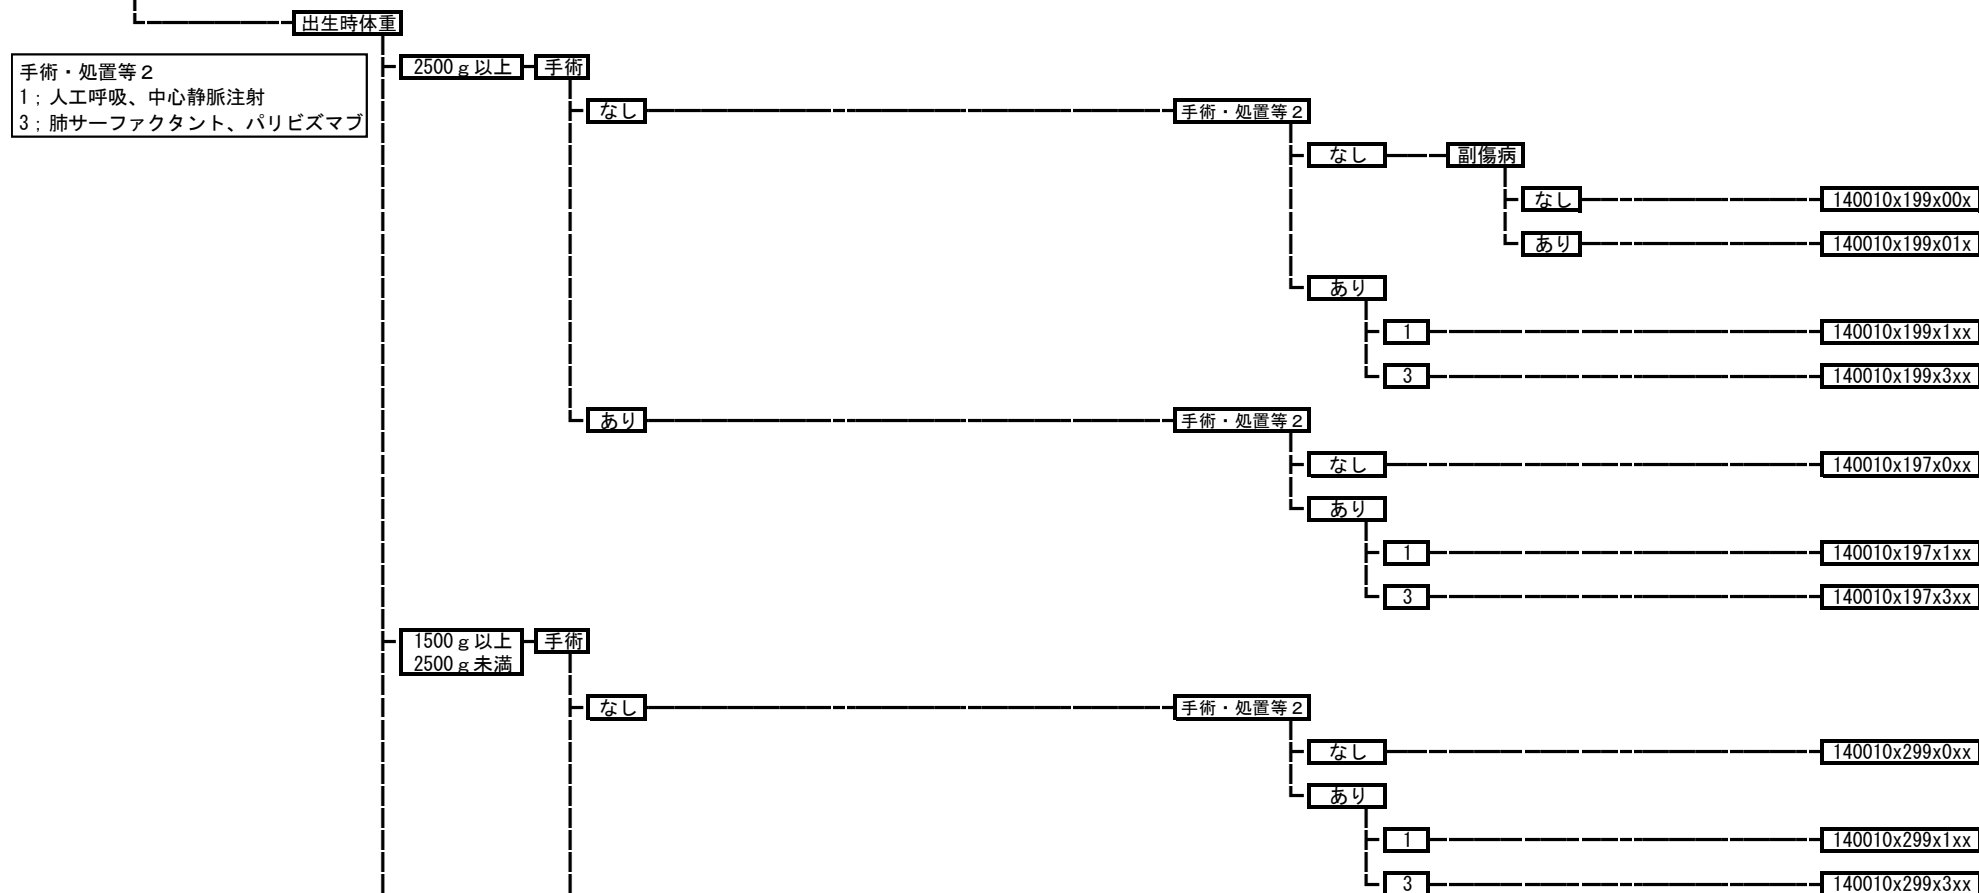 出生時体重
手術・処置等2
1；人工呼吸、中心静脈注射
3；肺サーファクタント、パリビズマブ
2500ｇ以上
手術
なし
手術・処置等2
なし
副傷病
なし
140010x199x00x
あり
140010x199x01x
あり
1
140010x199x1xx
3
140010x199x3xx
あり
手術・処置等2
なし
140010x197x0xx
あり
1
140010x197x1xx
3
140010x197x3xx
1500ｇ以上
2500ｇ未満
手術
なし
手術・処置等2
なし
140010x299x0xx
あり
1
140010x299x1xx
3
140010x299x3xx